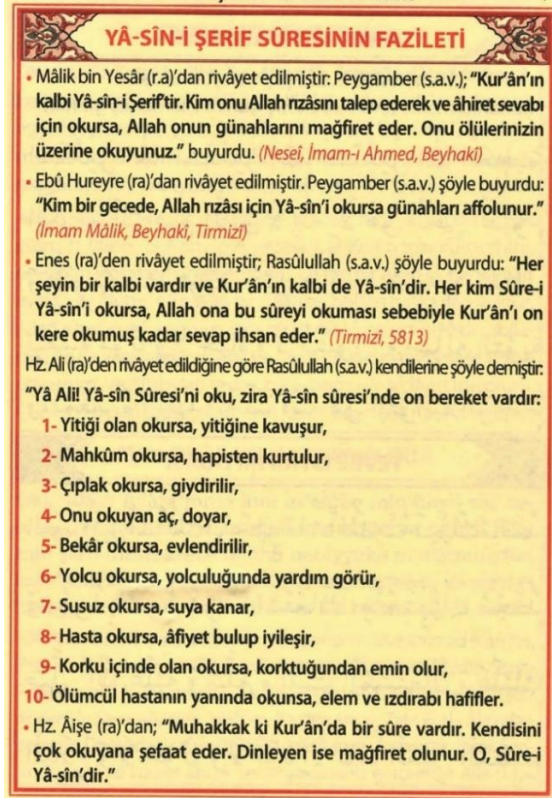 YÂ-SÎN-İ ŞERİF SÛRESİNİN FAZİLETİ
• Mâlik bin Yesâr (r.a)'dan rivâyet edilmiştir: Peygamber (s.a.v.); "Kur'ân'ın
kalbi Yâ-sîn-i Şerif'tir. Kim onu Allah rızâsını talep ederek ve âhiret sevabı
için okursa, Allah onun günahlarını mağfiret eder. Onu ölülerinizin
üzerine okuyunuz." buyurdu. (Neseî, İmam-ı Ahmed, Beyhakî)
• Ebû Hureyre (ra)'dan rivâyet edilmiştir. Peygamber (s.a.v.) şöyle buyurdu:
"Kim bir gecede, Allah rızâsı için Yâ-sîn'i okursa günahları affolunur."
(İmam Mâlik, Beyhakî, Tirmizî)
• Enes (ra)'den rivâyet edilmiştir; Rasûlullah (s.a.v.) şöyle buyurdu: "Her
şeyin bir kalbi vardır ve Kur'ân'ın kalbi de Yâ-sîn'dir. Her kim Sûre-i
Yâ-sîn'i okursa, Allah ona bu sûreyi okuması sebebiyle Kur'ân'ı on
kere okumuş kadar sevap ihsan eder." (Tirmizî, 5813)
Hz. Ali (ra)'den rivâyet edildiğine göre Rasûlullah (s.a.v.) kendilerine şöyle demiştir:
"Yâ Ali! Yâ-sîn Sûresi'ni oku, zira Yâ-sîn sûresi'nde on bereket vardır:
1- Yitiği olan okursa, yitiğine kavuşur,
2- Mahkûm okursa, hapisten kurtulur,
3- Çıplak okursa, giydirilir,
4- Onu okuyan aç, doyar,
5- Bekâr okursa, evlendirilir,
6- Yolcu okursa, yolculuğunda yardım görür,
7- Susuz okursa, suya kanar,
8- Hasta okursa, âfiyet bulup iyileşir,
9- Korku içinde olan okursa, korktuğundan emin olur,
10- Ölümcül hastanın yanında okunsa, elem ve ızdırabı hafifler.
• Hz. Âişe (ra)'dan; "Muhakkak ki Kur'ân'da bir sûre vardır. Kendisini
çok okuyana şefaat eder. Dinleyen ise mağfiret olunur. O, Sûre-i
Yâ-sîn'dir."